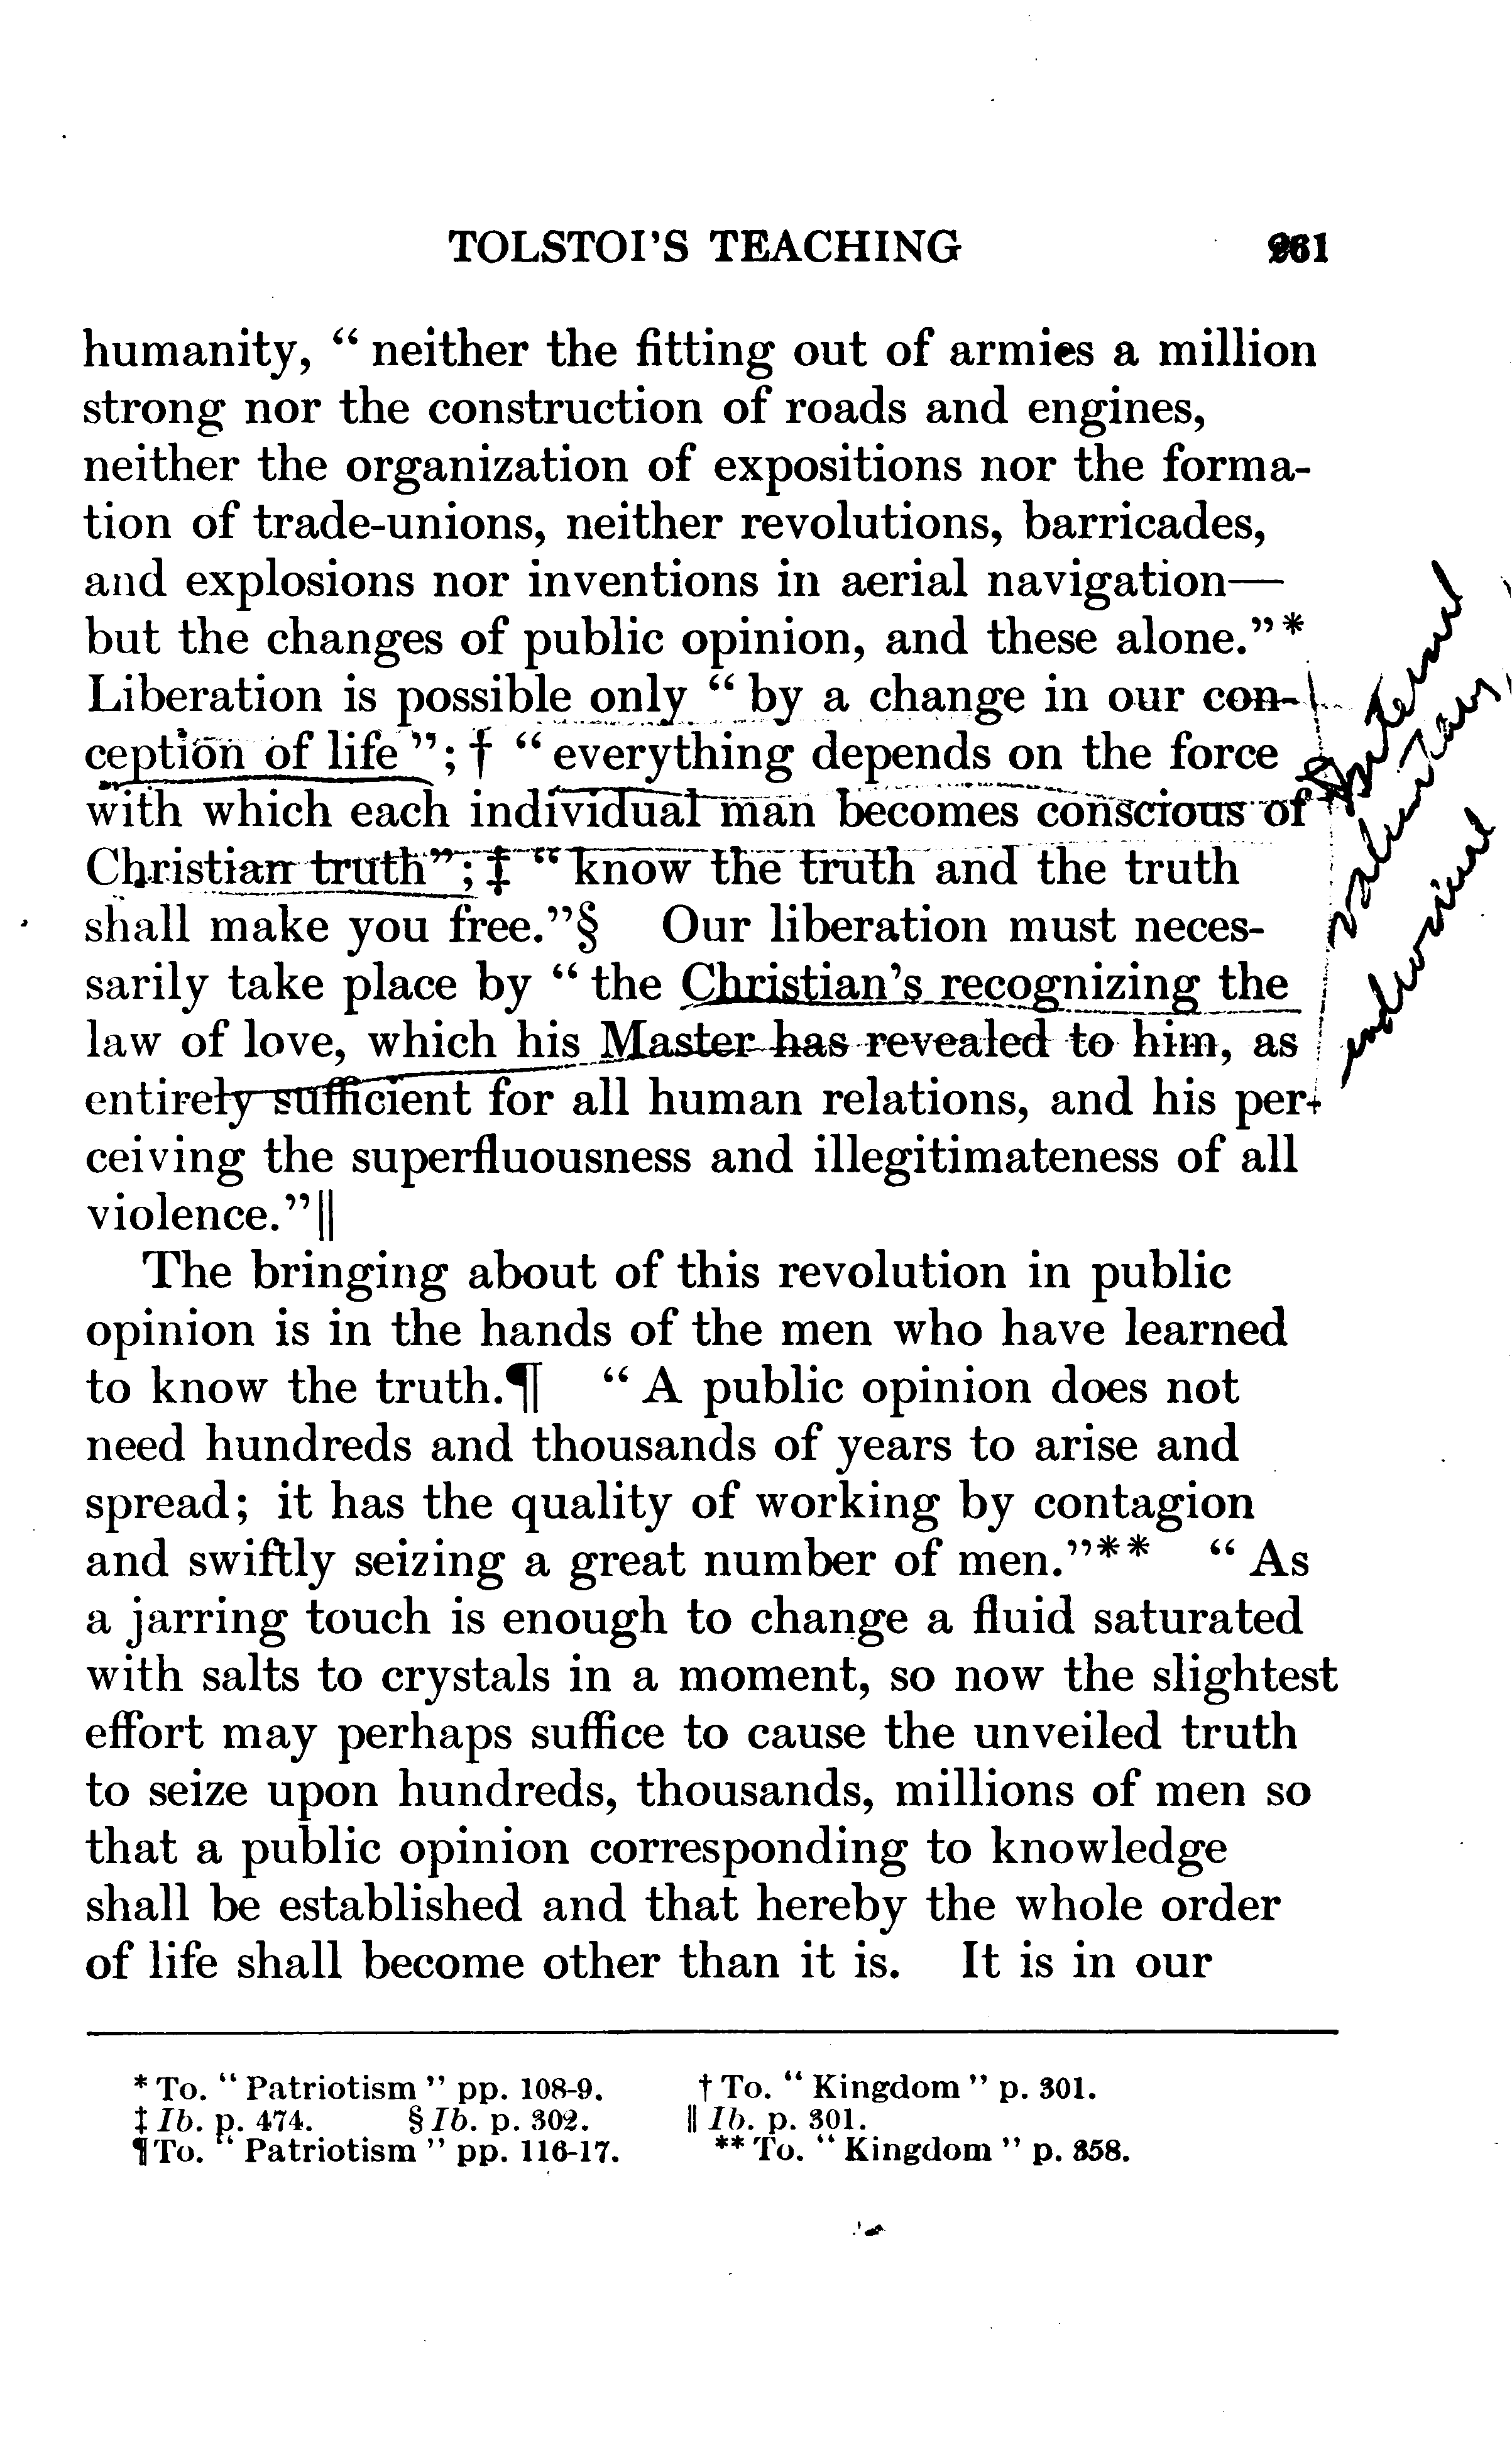 TOLSTOI'S TEACHING 261
humanity, “ neither the fitting out of armies a million
strong nor the construction of roads and engines,
neither the organization of expositions nor the forma-
tion of trade-unions, neither revolutions, barricades,
and explosions nor inventions in aerial navigation—
but the changes of public opinion, and these alone.”*
Liberation is possible only “ by a change in our con-
ception of life ”; † “ everything depends on the force
with which each individual man becomes conscious of
Christian truth”; ‡ “ know the truth and the truth
shall make you free.”§ Our liberation must neces-
sarily take place by “ the Christian's recognizing the
law of love, which his Master has revealed to him, as
entirely sufficient for all human relations, and his per-
ceiving the superfluousness and illegitimateness of all
violence.”||
The bringing about of this revolution in public
opinion is in the hands of the men who have learned
to know the truth.¶ “ A public opinion does not
need hundreds and thousands of years to arise and
spread; it has the quality of working by contagion
and swiftly seizing a great number of men.”** “ As
a jarring touch is enough to change a fluid saturated
with salts to crystals in a moment, so now the slightest
effort may perhaps suffice to cause the unveiled truth
to seize upon hundreds, thousands, millions of men so
that a public opinion corresponding to knowledge
shall be established and that hereby the whole order
of life shall become other than it is. It is in our
* To. “ Patriotism ” pp. 108-9. † To. “ Kingdom ” p. 301.
‡ Ib. p. 474. § Ib. p. 302. || Ib. p. 301.
¶ To. “ Patriotism ” pp. 116-17. ** To. “ Kingdom ” p. 358.
Internal
voluntary